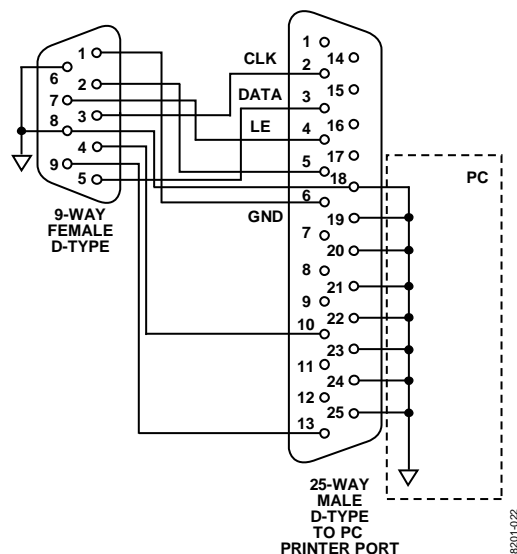 1
6
2
7
3
8
4
9
5
9-WAY
FEMALE
D-TYPE
CLK
DATA
LE
GND
1
14
2
15
3
16
4
17
5
18
6
19
7
20
8
21
9
22
10
23
11
24
12
25
13
25-WAY
MALE
D-TYPE
TO PC
PRINTER PORT
PC
8201-022